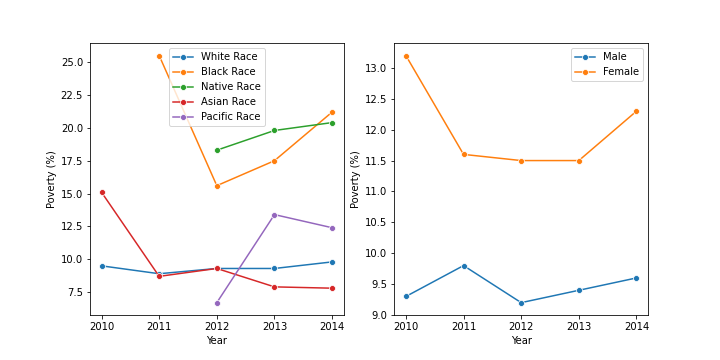 White Race
Black Race
Native Race
Asian Race
Pacific Race
25.0
22.5
20.0
17.5
15.0
12.5
10.0
7.5
Poverty (%)
2010 2011 2012 2013 2014
Year
Male
Female
13.0
12.5
12.0
11.5
11.0
10.5
10.0
9.5
9.0
Poverty (%)
2010 2011 2012 2013 2014
Year